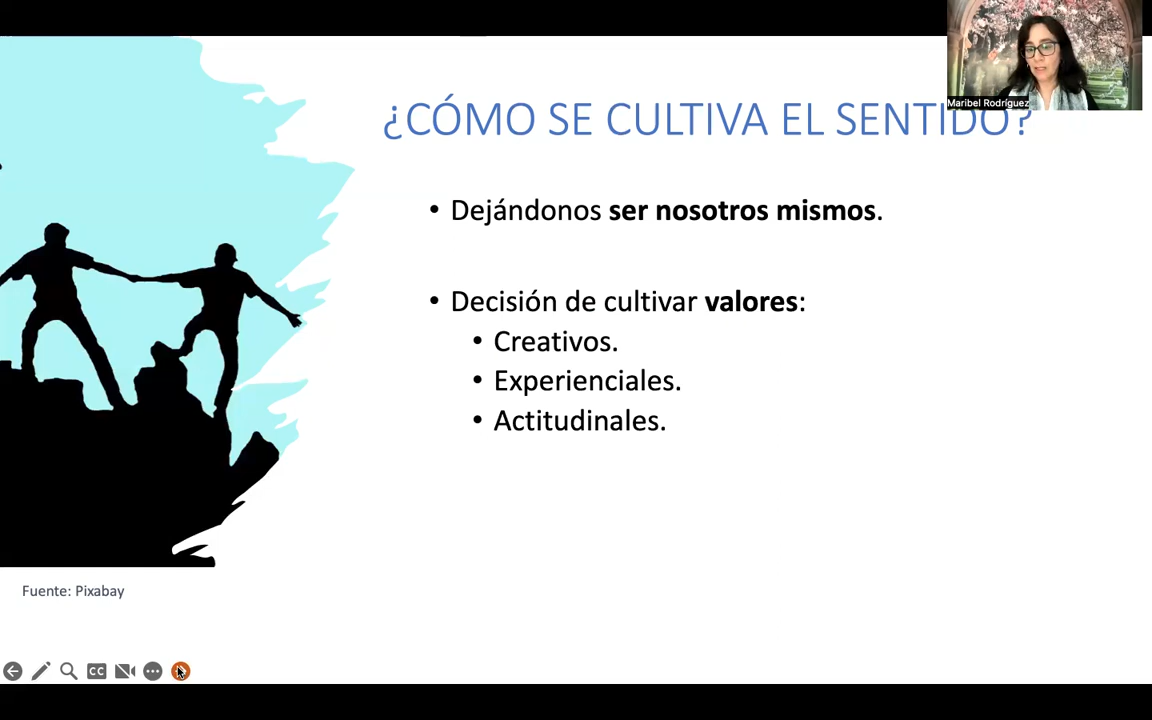 Maribel Rodríguez
¿CÓMO SE CULTIVA EL SENTIDO?
• Dejándonos ser nosotros mismos.
• Decisión de cultivar valores:
• Creativos.
• Experienciales.
• Actitudinales.
Fuente: Pixabay
CC